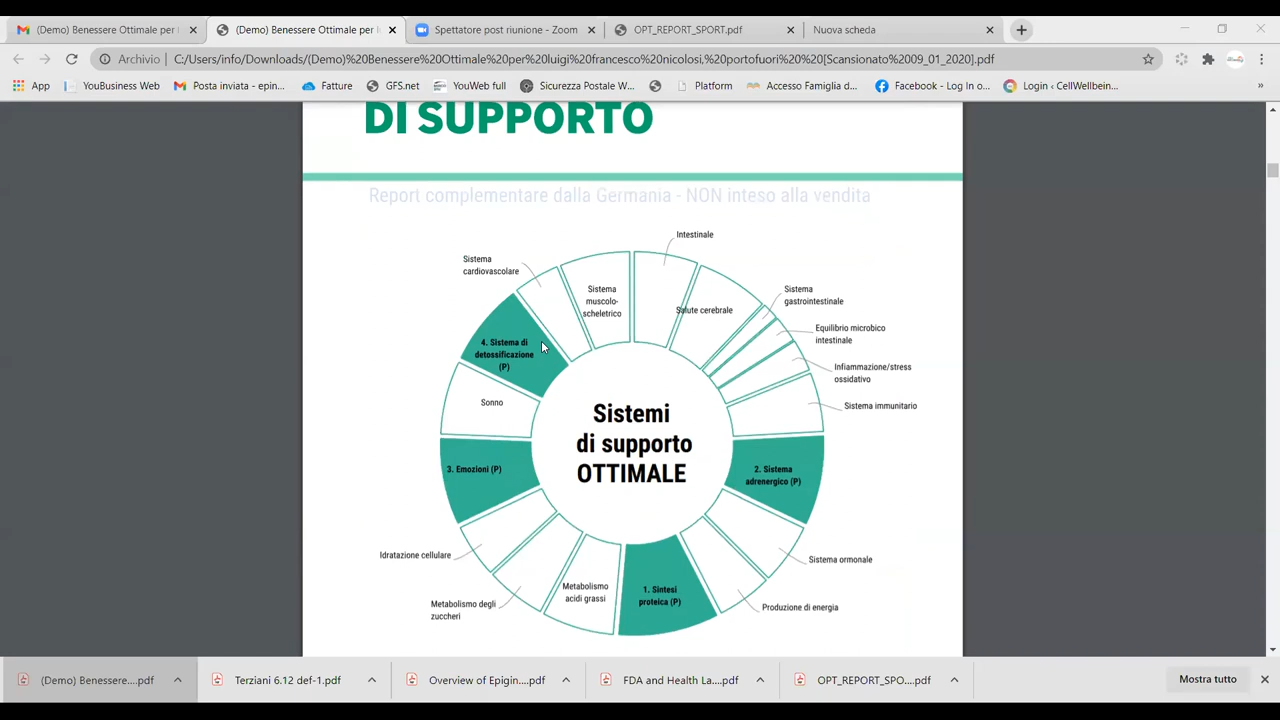 (Demo) Benessere Ottimale per l
(Demo) Benessere Ottimale per l
Spettatore post riunione - Zoom
OPT_REPORT_SPORT.pdf
Nuova scheda
Archivio
C:/Users/info/Downloads/(Demo)%20Benessere%20Ottimale%20per%20luigi%20francesco%20nicolosi,%20portofuori%20%20[Scansionato%2009_01_2020].pdf
App
YouBusiness Web
Posta inviata - epin...
Fatture
GFS.net
YouWeb full
Sicurezza Postale W...
Platform
Accesso Famiglia d...
Facebook - Log In o...
Login ‹ CellWellbein...
»
DI SUPPORTO
Report complementare dalla Germania - NON inteso alla vendita
Intestinale
Sistema
cardiovascolare
Sistema
muscolo-
scheletrico
Salute cerebrale
Sistema
gastrointestinale
Equilibrio microbico
intestinale
4. Sistema di
detossificazione
(P)
Infiammazione/stress
ossidativo
Sonno
Sistema immunitario
Sistemi
di supporto
OTTIMALE
3. Emozioni (P)
2. Sistema
adrenergico (P)
Idratazione cellulare
Sistema ormonale
Metabolismo
acidi grassi
1. Sintesi
proteica (P)
Metabolismo degli
zuccheri
Produzione di energia
(Demo) Benesser....pdf
Terziani 6.12 def-1.pdf
Overview of Epigin....pdf
FDA and Health La....pdf
OPT_REPORT_SPO....pdf
Mostra tutto